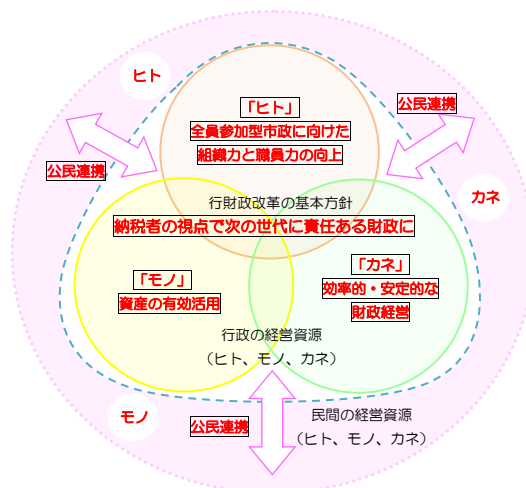 ヒト
「ヒト」
全員参加型市政に向けた
組織力と職員力の向上
公民連携
公民連携
カネ
行財政改革の基本方針
納税者の視点で次の世代に責任ある財政に
「モノ」
資産の有効活用
「カネ」
効率的・安定的な
財政経営
行政の経営資源
（ヒト、モノ、カネ）
モノ
公民連携
民間の経営資源
（ヒト、モノ、カネ）